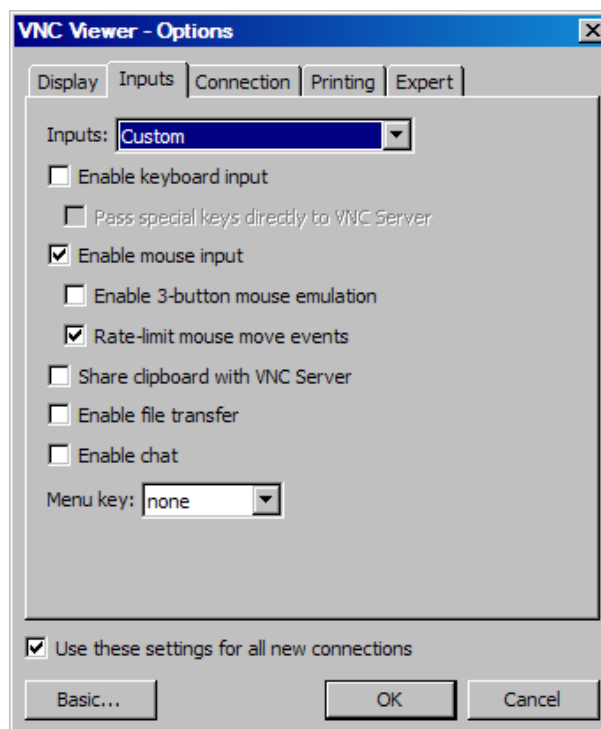 VNC Viewer - Options
Display Inputs Connection Printing Expert
Inputs: Custom
Enable keyboard input
Pass special keys directly to VNC Server
Enable mouse input
Enable 3-button mouse emulation
Rate-limit mouse move events
Share clipboard with VNC Server
Enable file transfer
Enable chat
Menu key: none
Use these settings for all new connections
Basic... OK Cancel